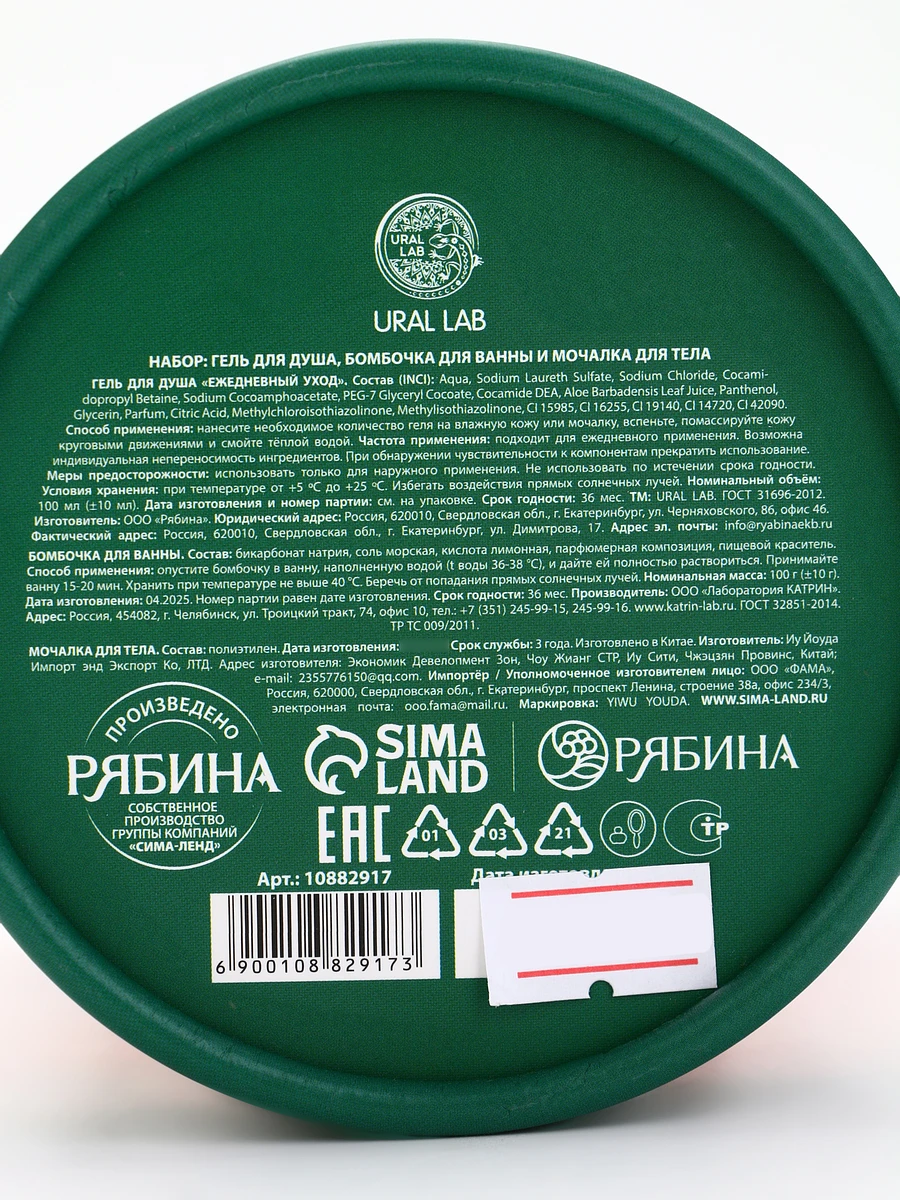 URAL
LAB
URAL LAB
НАБОР: ГЕЛЬ ДЛЯ ДУША, БОМБОЧКА ДЛЯ ВАННЫ И МОЧАЛКА ДЛЯ ТЕЛА
ГЕЛЬ ДЛЯ ДУША «ЕЖЕДНЕВНЫЙ УХОД». Состав (INCI): Aqua, Sodium Laureth Sulfate, Sodium Chloride, Cocami-
dopropyl Betaine, Sodium Cocoamphoacetate, PEG-7 Glyceryl Cocoate, Cocamide DEA, Aloe Barbadensis Leaf Juice, Panthenol,
Glycerin, Parfum, Citric Acid, Methylchloroisothiazolinone, Methylisothiazolinone, CI 15985, CI 16255, CI 19140, CI 14720, CI 42090.
Способ применения: нанесите необходимое количество геля на влажную кожу или мочалку, вспеньте, помассируйте кожу
круговыми движениями и смойте тёплой водой. Частота применения: подходит для ежедневного применения. Возможна
индивидуальная непереносимость ингредиентов. При обнаружении чувствительности к компонентам прекратить использование.
Меры предосторожности: использовать только для наружного применения. Не использовать по истечении срока годности.
Условия хранения: при температуре от +5 °С до +25 °С. Избегать воздействия прямых солнечных лучей. Номинальный объём:
100 мл (±10 мл). Дата изготовления и номер партии: см. на упаковке. Срок годности: 36 мес. ТМ: URAL LAB. ГОСТ 31696-2012.
Изготовитель: ООО «Рябина». Юридический адрес: Россия, 620010, Свердловская обл., г. Екатеринбург, ул. Черняховского, 86, офис 46.
Фактический адрес: Россия, 620010, Свердловская обл., г. Екатеринбург, ул. Димитрова, 17. Адрес эл. почты: info@ryabinaekb.ru
БОМБОЧКА ДЛЯ ВАННЫ. Состав: бикарбонат натрия, соль морская, кислота лимонная, парфюмерная композиция, пищевой краситель.
Способ применения: опустите бомбочку в ванну, наполненную водой (t воды 36-38 °С), и дайте ей полностью раствориться. Принимайте
ванну 15-20 мин. Хранить при температуре не выше 40 °С. Беречь от попадания прямых солнечных лучей. Номинальная масса: 100 г (±10 г).
Дата изготовления: 04.2025. Номер партии равен дате изготовления. Срок годности: 36 мес. Производитель: ООО «Лаборатория КАТРИН».
Адрес: Россия, 454082, г. Челябинск, ул. Троицкий тракт, 74, офис 10, тел.: +7 (351) 245-99-15, 245-99-16. www.katrin-lab.ru. ГОСТ 32851-2014.
ТР ТС 009/2011.
МОЧАЛКА ДЛЯ ТЕЛА. Состав: полиэтилен. Дата изготовления: Срок службы: 3 года. Изготовлено в Китае. Изготовитель: Иу Йоуда
Импорт энд Экспорт Ко, ЛТД. Адрес изготовителя: Экономик Девелопмент Зон, Чоу Жианг СТР, Иу Сити, Чжэцзян Провинс, Китай;
e-mail: 2355776150@qq.com. Импортёр / Уполномоченное изготовителем лицо: ООО «ФАМА»,
Россия, 620000, Свердловская обл., г. Екатеринбург, проспект Ленина, строение 38а, офис 234/3,
электронная почта: ooo.fama@mail.ru. Маркировка: YIWU YOUDA. WWW.SIMA-LAND.RU
ПРОИЗВЕДЕНО
РЯБИНА
СОБСТВЕННОЕ
ПРОИЗВОДСТВО
ГРУППЫ КОМПАНИЙ
«СИМА-ЛЕНД»
SIMA
LAND
РЯБИНА
EAC
01
03
21
СТР
Арт.: 10882917
Дата
6 900108 829173